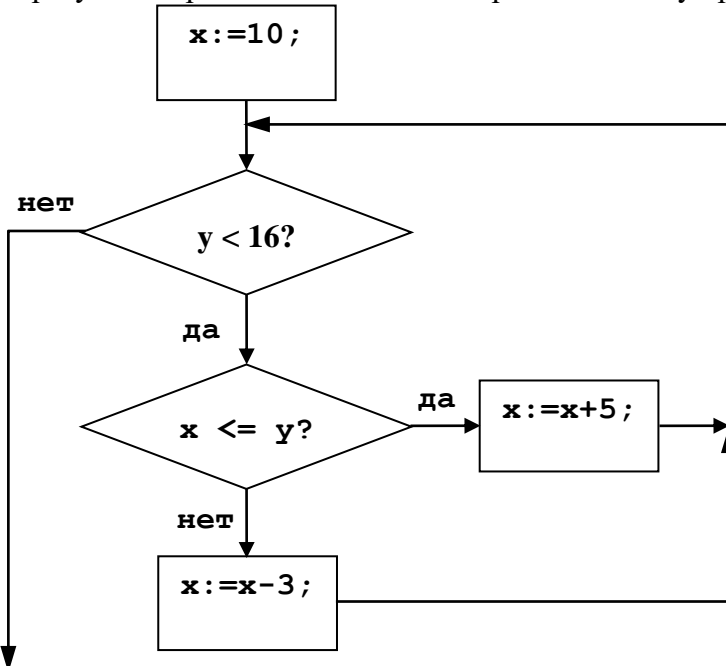 x:=10;
нет
y < 16?
да
x <= y?
да
x:=x+5;
нет
x:=x-3;